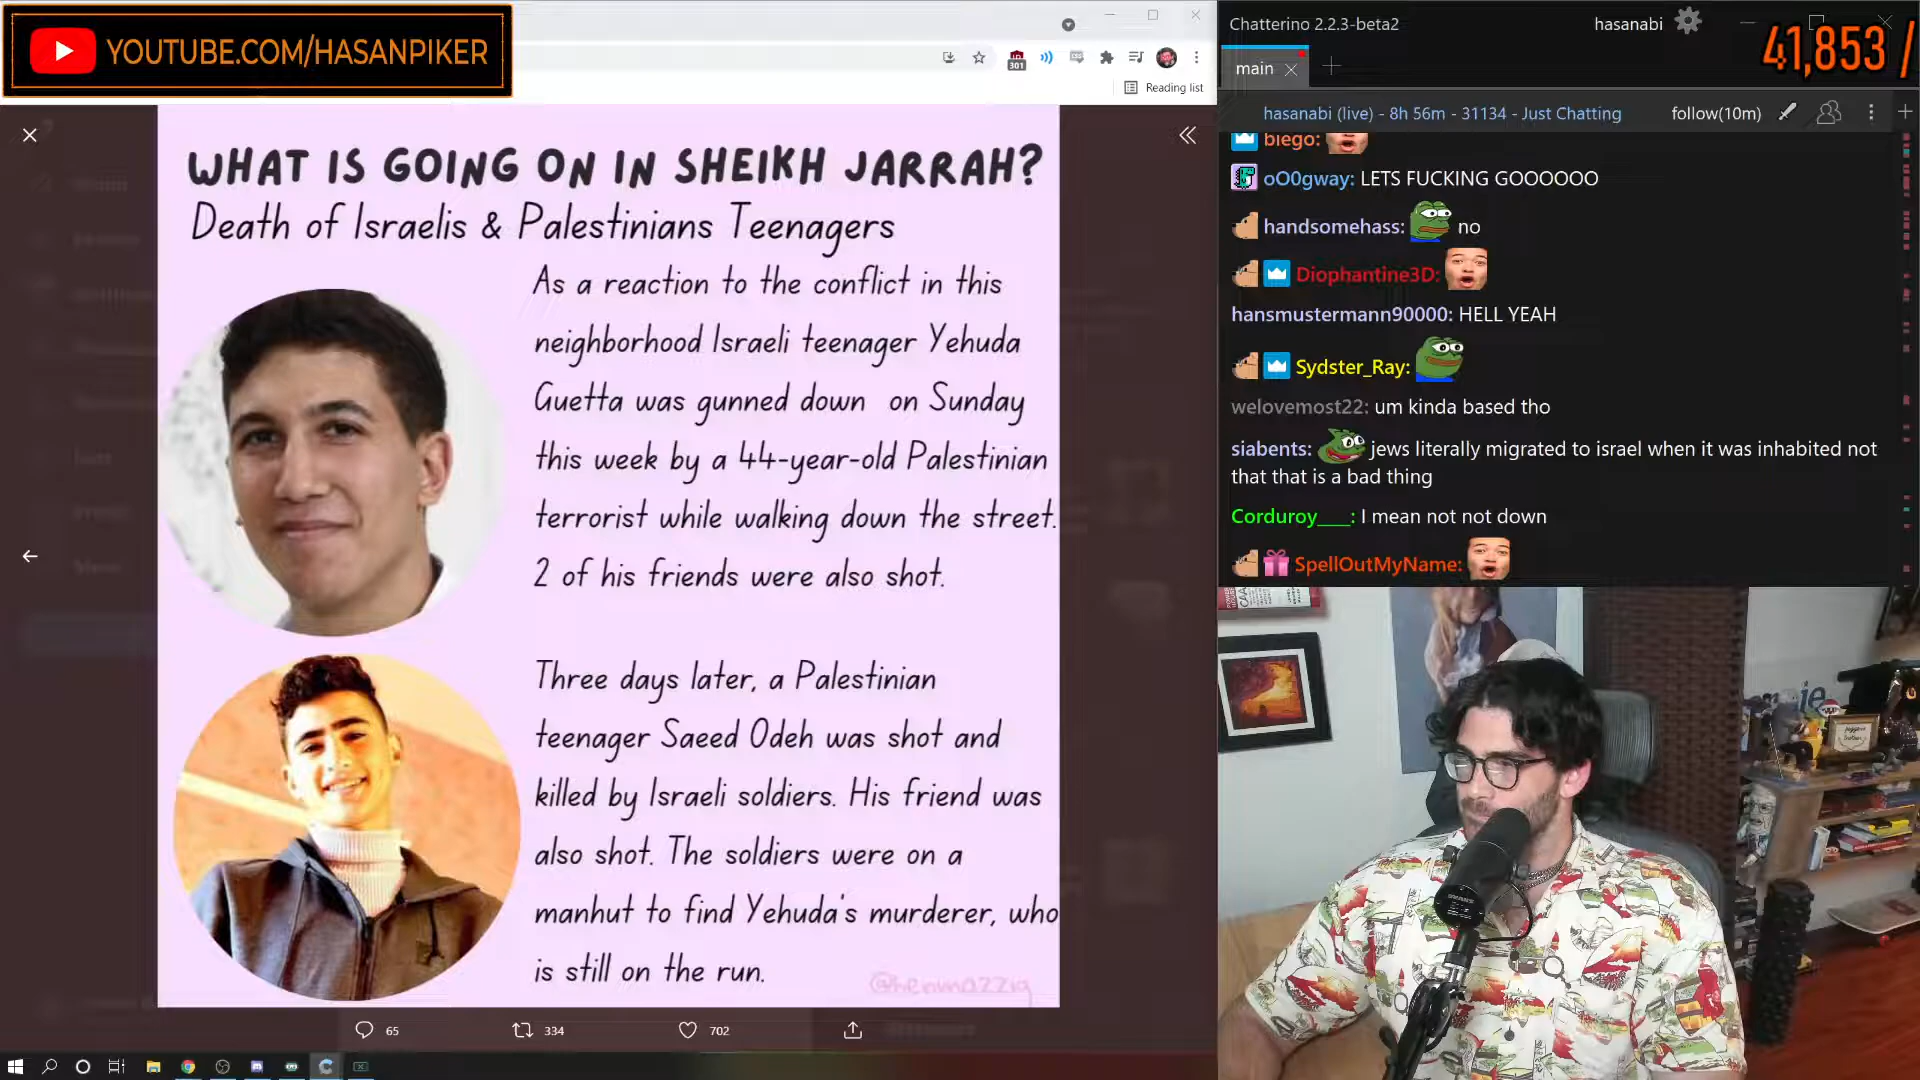 YOUTUBE.COM/HASANPIKER
301
Reading list
WHAT IS GOING ON IN SHEIKH JARRAH?
Death of Israelis & Palestinians Teenagers
As a reaction to the conflict in this
neighborhood Israeli teenager Yehuda
Guetta was gunned down on Sunday
this week by a 44-year-old Palestinian
terrorist while walking down the street.
2 of his friends were also shot.
Three days later, a Palestinian
teenager Saeed Odeh was shot and
killed by Israeli soldiers. His friend was
also shot. The soldiers were on a
manhut to find Yehuda's murderer, who
is still on the run.
@henmazzig
65
334
702
Chatterino 2.2.3-beta2
hasanabi
41,853 /
main
hasanabi (live) - 8h 56m - 31134 - Just Chatting
follow(10m)
biego:
oO0gway: LETS FUCKING GOOOOOO
handsomehass: no
Diophantine3D:
hansmustermann90000: HELL YEAH
Sydster_Ray:
welovemost22: um kinda based tho
siabents: jews literally migrated to israel when it was inhabited not
that that is a bad thing
Corduroy___: I mean not not down
SpellOutMyName: